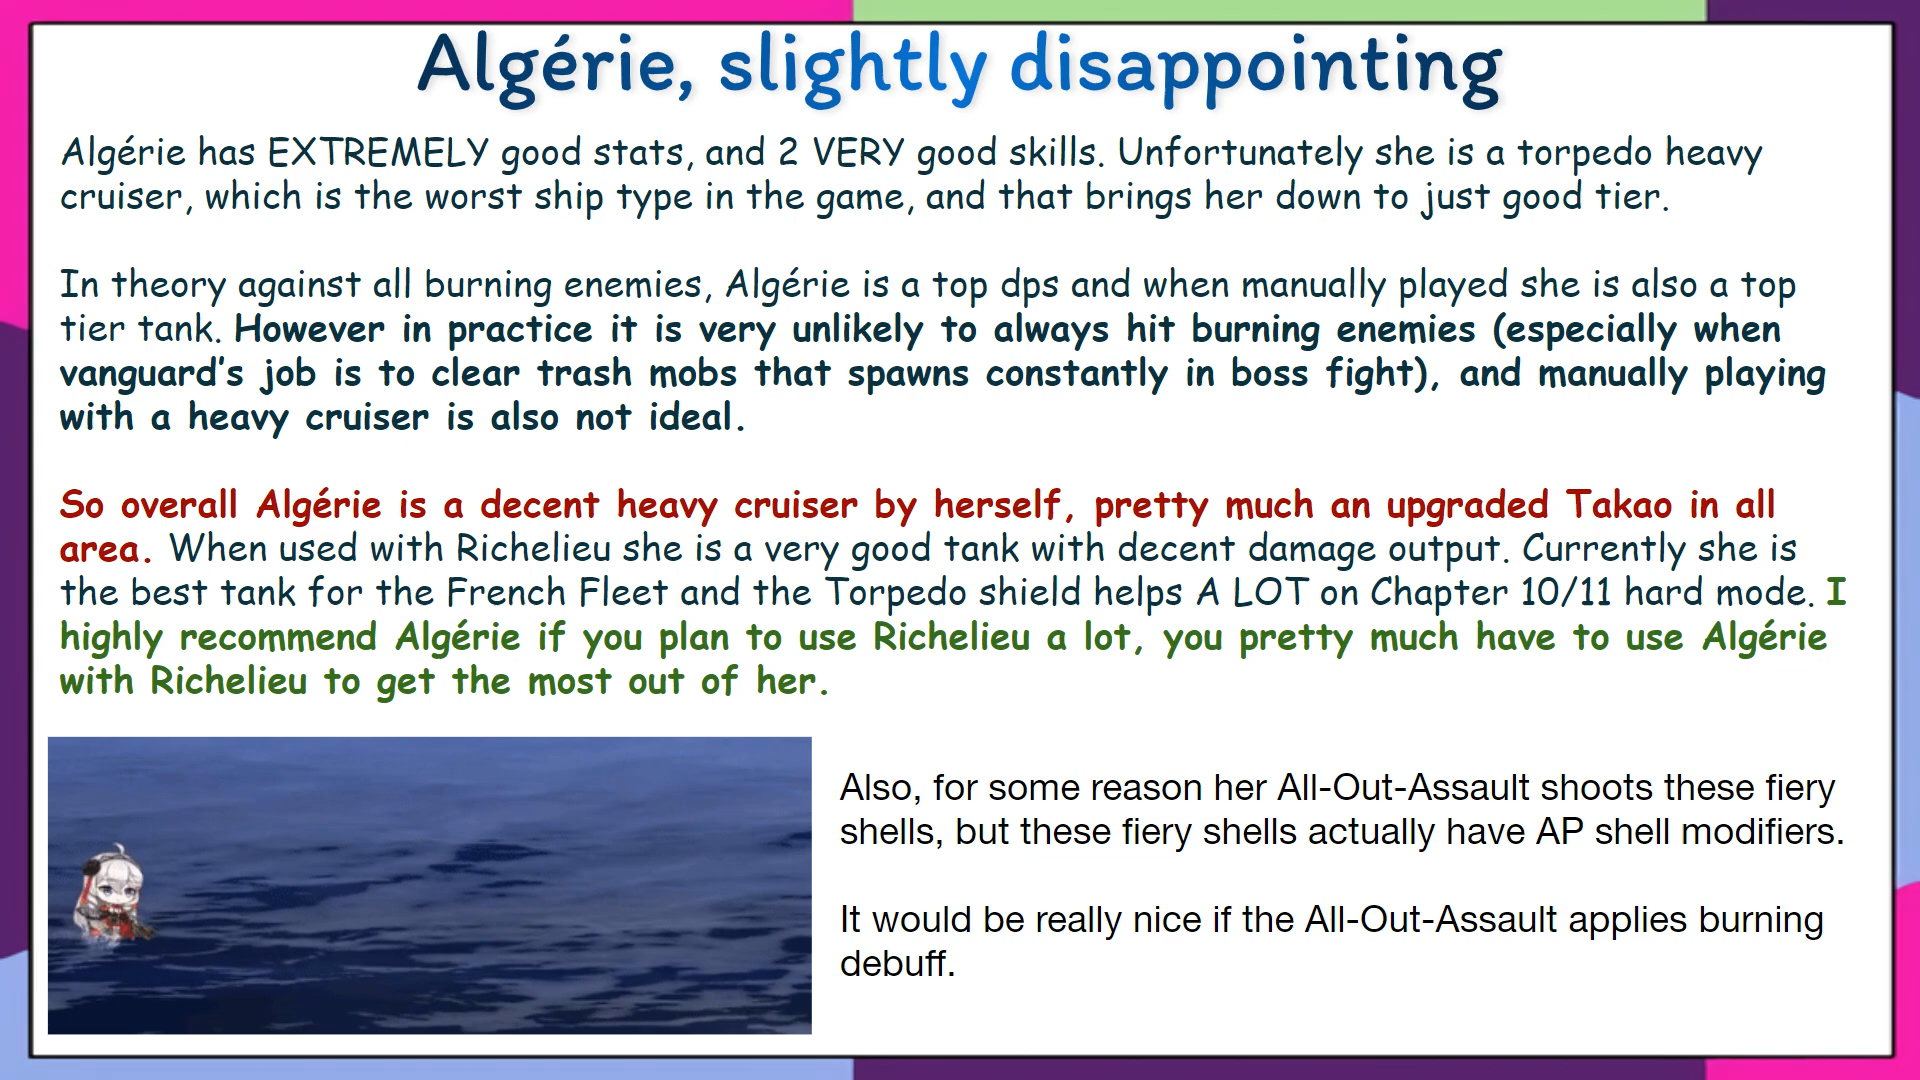 Algérie, slightly disappointing
Algérie has EXTREMELY good stats, and 2 VERY good skills. Unfortunately she is a torpedo heavy
cruiser, which is the worst ship type in the game, and that brings her down to just good tier.
In theory against all burning enemies, Algérie is a top dps and when manually played she is also a top
tier tank. However in practice it is very unlikely to always hit burning enemies (especially when
vanguard's job is to clear trash mobs that spawns constantly in boss fight), and manually playing
with a heavy cruiser is also not ideal.
So overall Algérie is a decent heavy cruiser by herself, pretty much an upgraded Takao in all
area. When used with Richelieu she is a very good tank with decent damage output. Currently she is
the best tank for the French Fleet and the Torpedo shield helps A LOT on Chapter 10/11 hard mode. I
highly recommend Algérie if you plan to use Richelieu a lot, you pretty much have to use Algérie
with Richelieu to get the most out of her.
Also, for some reason her All-Out-Assault shoots these fiery
shells, but these fiery shells actually have AP shell modifiers.
It would be really nice if the All-Out-Assault applies burning
debuff.